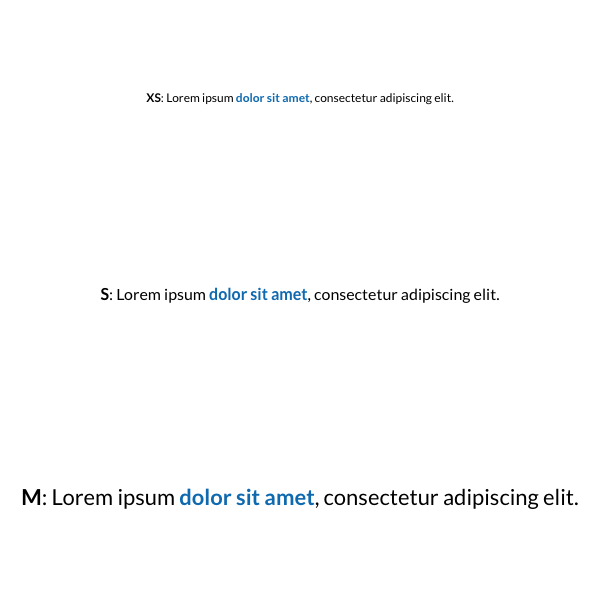 XS: Lorem ipsum dolor sit amet, consectetur adipiscing elit.
S: Lorem ipsum dolor sit amet, consectetur adipiscing elit.
M: Lorem ipsum dolor sit amet, consectetur adipiscing elit.